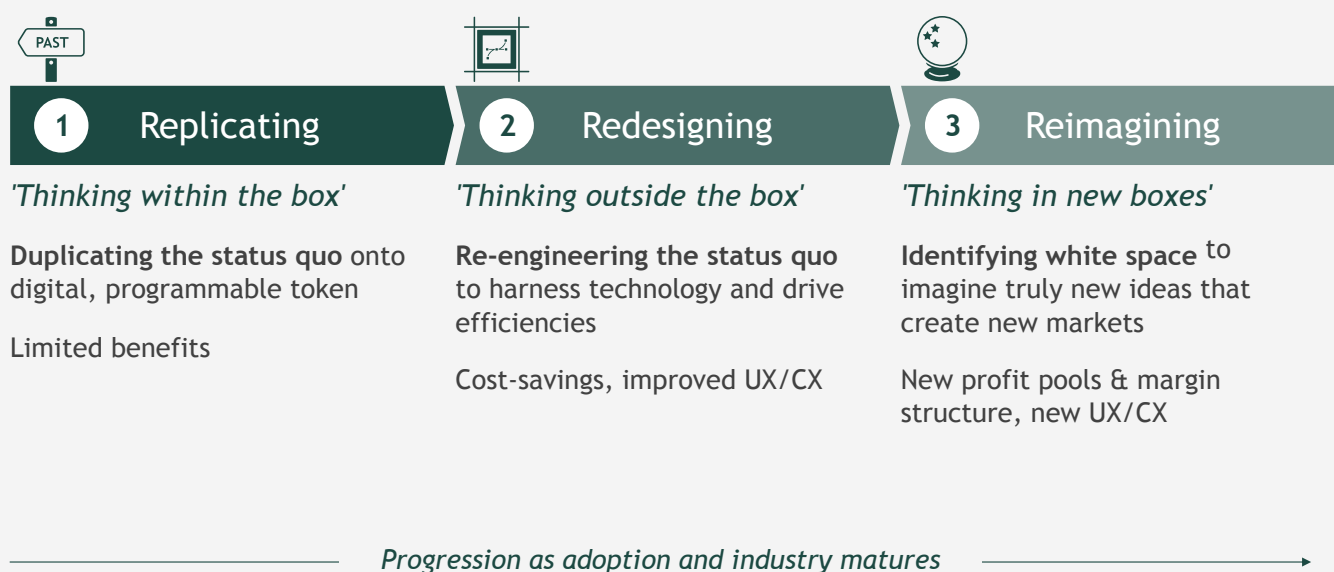 PAST
1 Replicating
'Thinking within the box'
Duplicating the status quo onto
digital, programmable token
Limited benefits
2 Redesigning
'Thinking outside the box'
Re-engineering the status quo
to harness technology and drive
efficiencies
Cost-savings, improved UX/CX
3 Reimagining
'Thinking in new boxes'
Identifying white space to
imagine truly new ideas that
create new markets
New profit pools & margin
structure, new UX/CX
Progression as adoption and industry matures